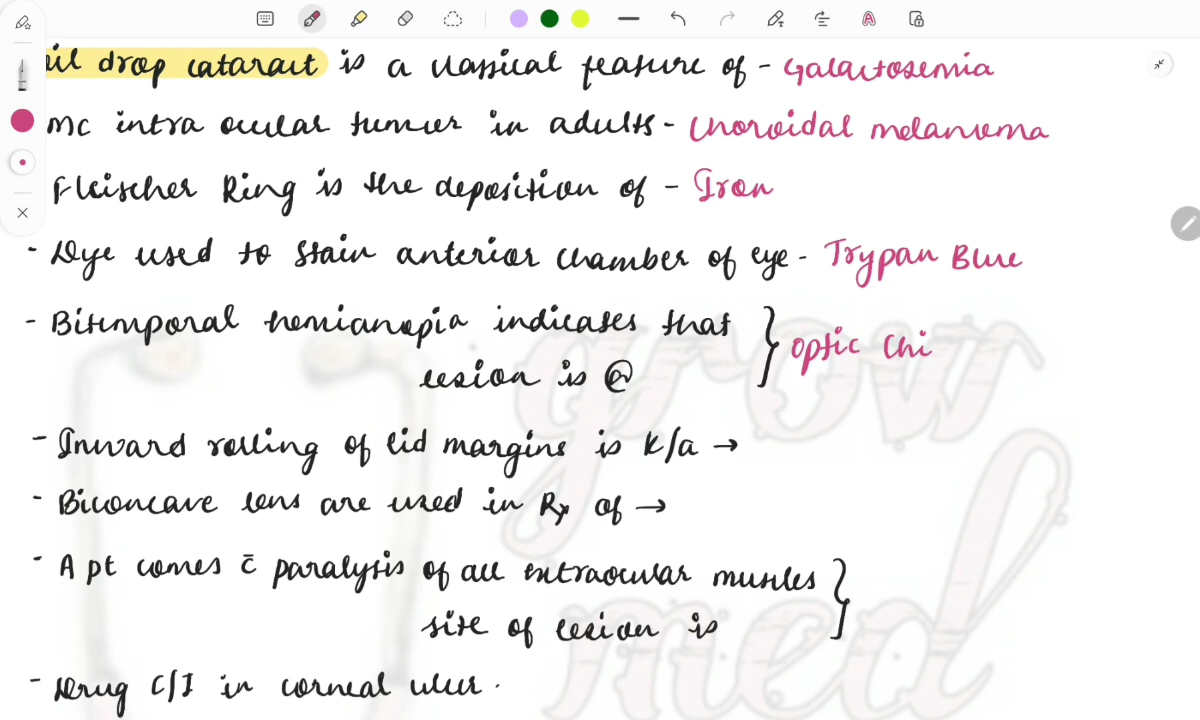 oil drop cataract is a classical feature of - Galactosemia
MC intra ocular tumor in adults - Choroidal melanoma
Fleischer Ring is the deposition of - Iron
- Dye used to stain anterior chamber of eye - Trypan Blue
- Bitemporal hemianopia indicates that
lesion is @ } optic Chi
- Inward rolling of lid margins is k/a →
- Biconcave lens are used in Rx of →
- A pt comes c̄ paralysis of all extraocular muscles
site of lesion is }
- Drug C/I in corneal ulcer.
grow
med